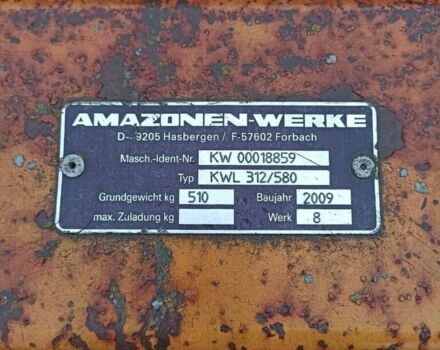 AMAZONEN-WERKE
D- 9205 Hasbergen / F-57602 Forbach
Masch.-Ident-Nr. KW 00018859
Typ KWL 312/580
Grundgewicht kg 510 Baujahr 2009
max. Zuladung kg Werk 8